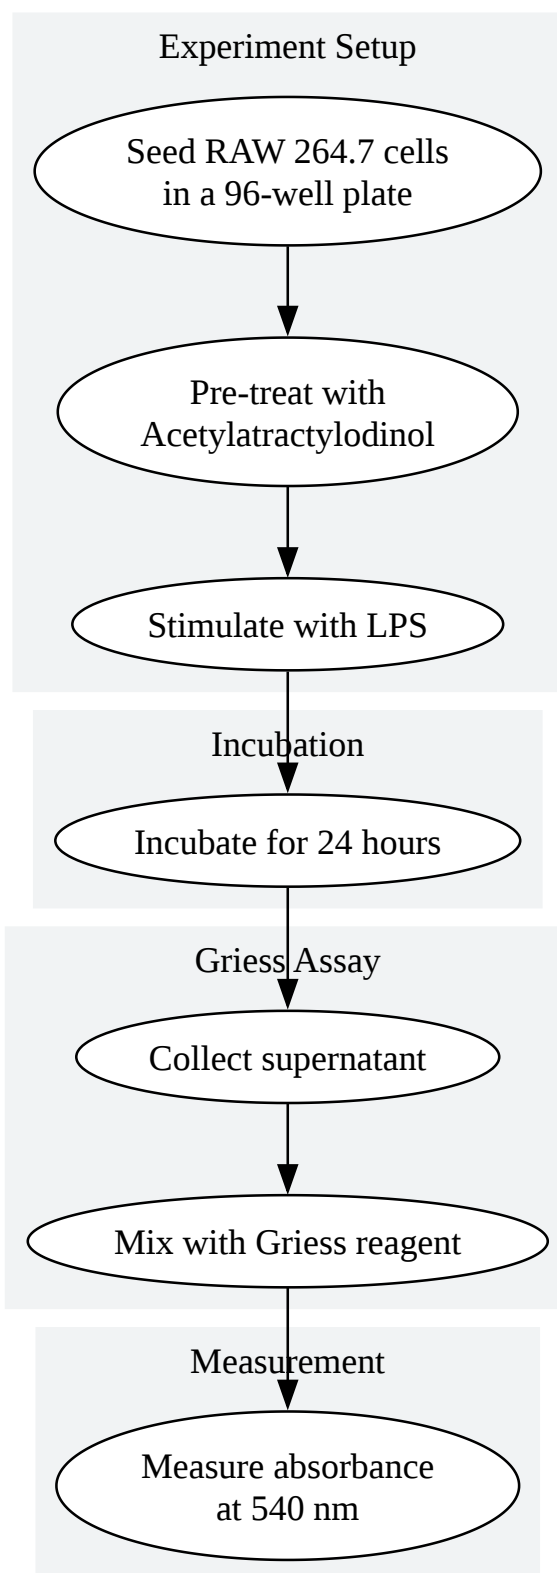 Experiment Setup
Seed RAW 264.7 cells
in a 96-well plate
Pre-treat with
Acetylatractylodinol
Stimulate with LPS
Incubation
Incubate for 24 hours
Griess Assay
Collect supernatant
Mix with Griess reagent
Measurement
Measure absorbance
at 540 nm